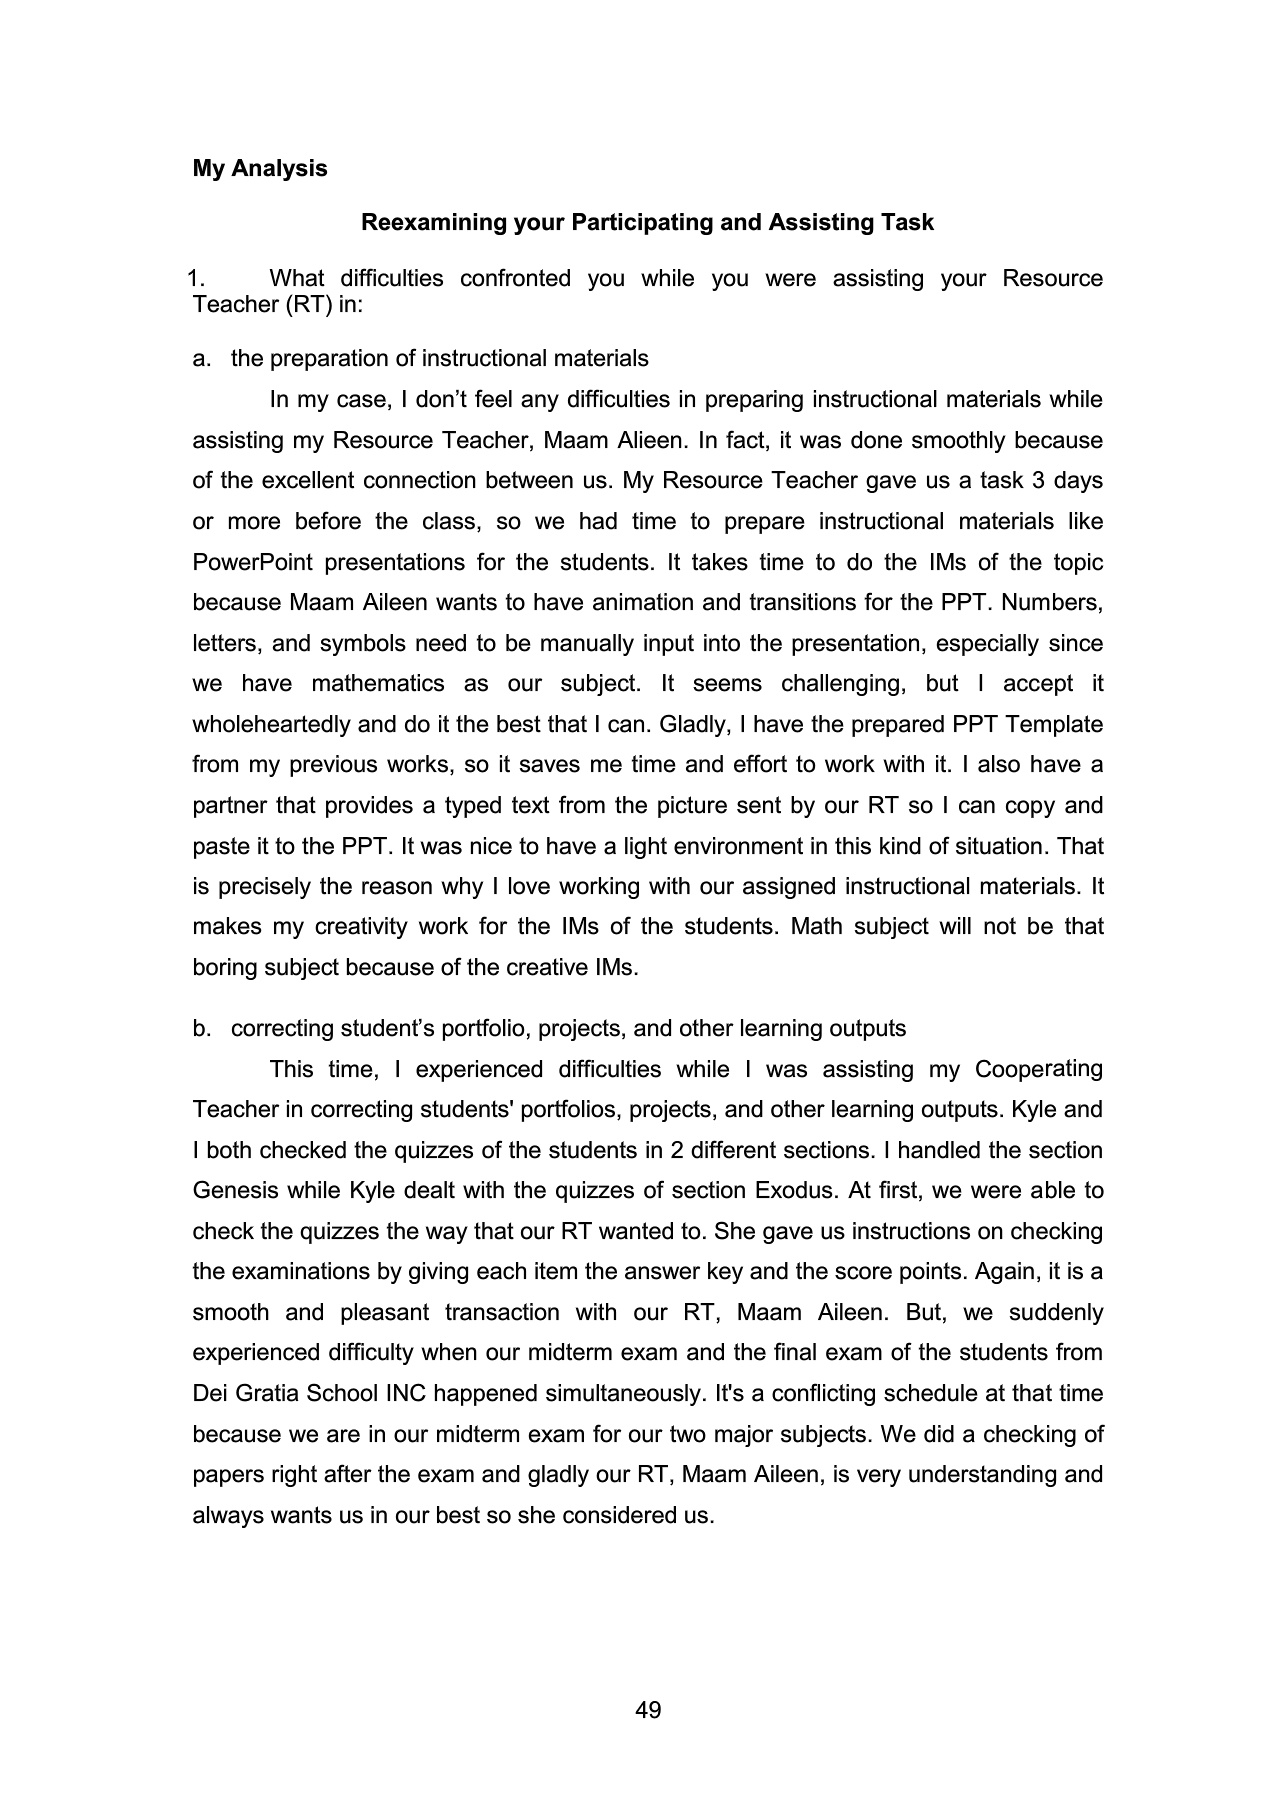 My Analysis
Reexamining your Participating and Assisting Task
1. What difficulties confronted you while you were assisting your Resource
Teacher (RT) in:
a. the preparation of instructional materials
In my case, I don’t feel any difficulties in preparing instructional materials while
assisting my Resource Teacher, Maam Alieen. In fact, it was done smoothly because
of the excellent connection between us. My Resource Teacher gave us a task 3 days
or more before the class, so we had time to prepare instructional materials like
PowerPoint presentations for the students. It takes time to do the IMs of the topic
because Maam Aileen wants to have animation and transitions for the PPT. Numbers,
letters, and symbols need to be manually input into the presentation, especially since
we have mathematics as our subject. It seems challenging, but I accept it
wholeheartedly and do it the best that I can. Gladly, I have the prepared PPT Template
from my previous works, so it saves me time and effort to work with it. I also have a
partner that provides a typed text from the picture sent by our RT so I can copy and
paste it to the PPT. It was nice to have a light environment in this kind of situation. That
is precisely the reason why I love working with our assigned instructional materials. It
makes my creativity work for the IMs of the students. Math subject will not be that
boring subject because of the creative IMs.
b. correcting student’s portfolio, projects, and other learning outputs
This time, I experienced difficulties while I was assisting my Cooperating
Teacher in correcting students' portfolios, projects, and other learning outputs. Kyle and
I both checked the quizzes of the students in 2 different sections. I handled the section
Genesis while Kyle dealt with the quizzes of section Exodus. At first, we were able to
check the quizzes the way that our RT wanted to. She gave us instructions on checking
the examinations by giving each item the answer key and the score points. Again, it is a
smooth and pleasant transaction with our RT, Maam Aileen. But, we suddenly
experienced difficulty when our midterm exam and the final exam of the students from
Dei Gratia School INC happened simultaneously. It's a conflicting schedule at that time
because we are in our midterm exam for our two major subjects. We did a checking of
papers right after the exam and gladly our RT, Maam Aileen, is very understanding and
always wants us in our best so she considered us.
49